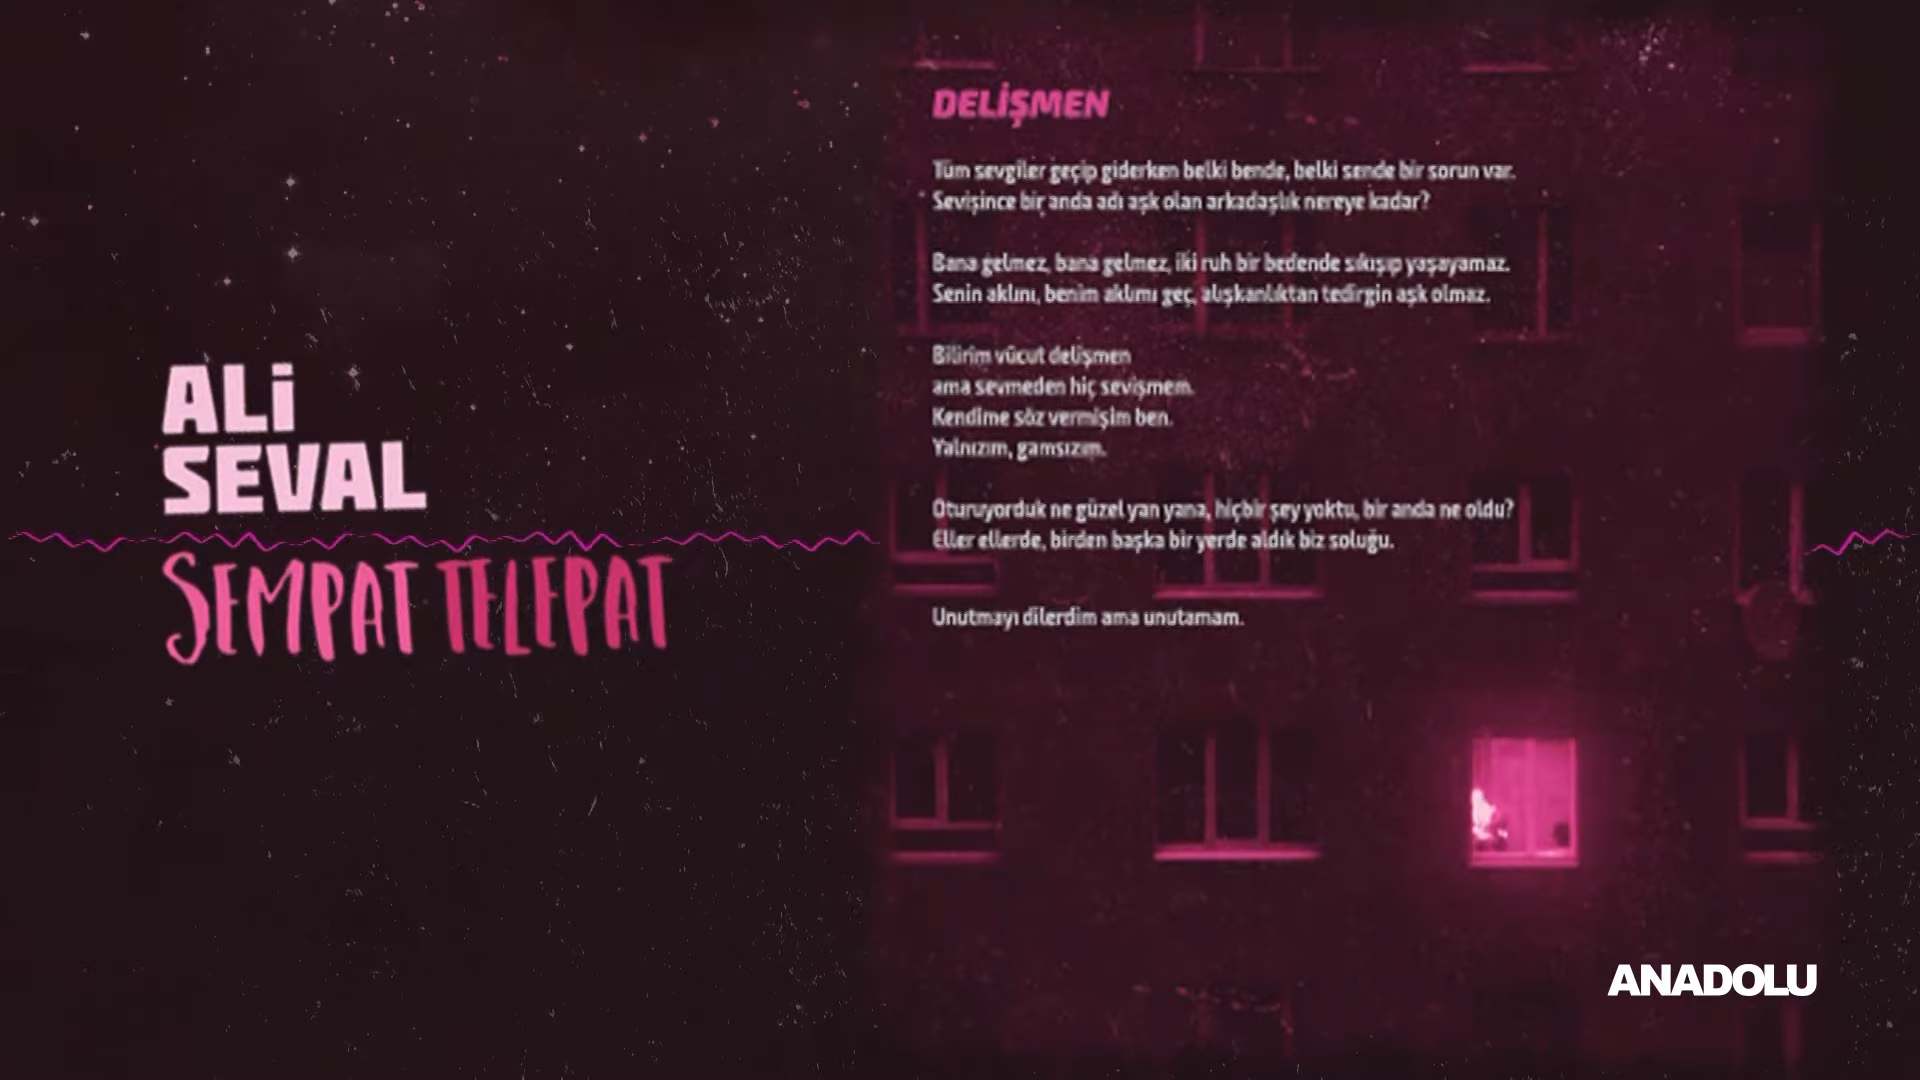 ALİ
SEVAL
SEMPAT TELEPAT
DELİŞMEN
Tüm sevgiler geçip giderken belki bende, belki sende bir sorun var.
Sevişince bir anda adı aşk olan arkadaşlık nereye kadar?
Bana gelmez, bana gelmez, iki ruh bir bedende sıkışıp yaşayamaz.
Senin aklını, benim aklımı geç, alışkanlıktan tedirgin aşk olmaz.
Bilirim vücut delişmen
ama sevmeden hiç sevişmem.
Kendime söz vermişim ben.
Yalnızım, gamsızım.
Oturuyorduk ne güzel yan yana, hiçbir şey yoktu, bir anda ne oldu?
Eller ellerde, birden başka bir yerde aldık biz soluğu.
Unutmayı dilerdim ama unutamam.
ANADOLU